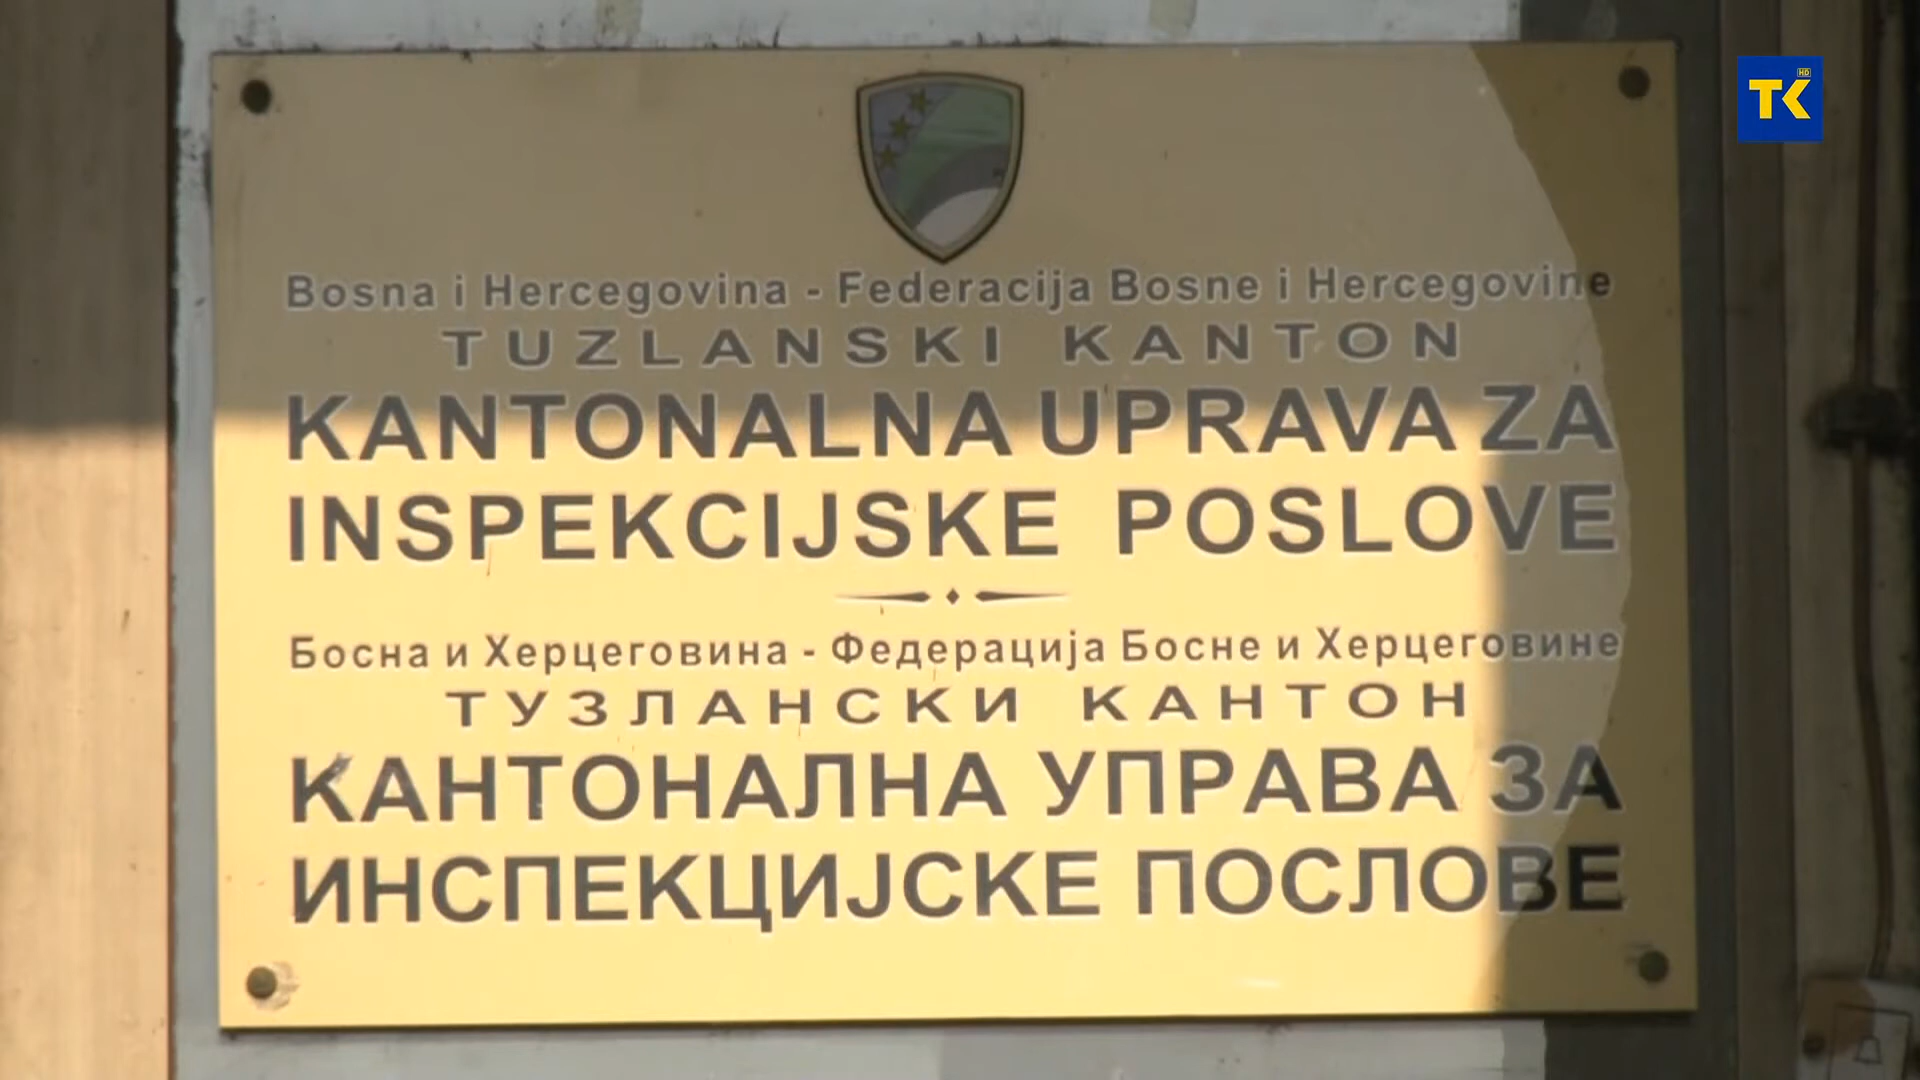 TK HD
Bosna i Hercegovina - Federacija Bosne i Hercegovine
TUZLANSKI KANTON
KANTONALNA UPRAVA ZA
INSPEKCIJSKE POSLOVE
Босна и Херцеговина - Федерација Босне и Херцеговине
ТУЗЛАНСКИ КАНТОН
КАНТОНАЛНА УПРАВА ЗА
ИНСПЕКЦИЈСКЕ ПОСЛОВЕ